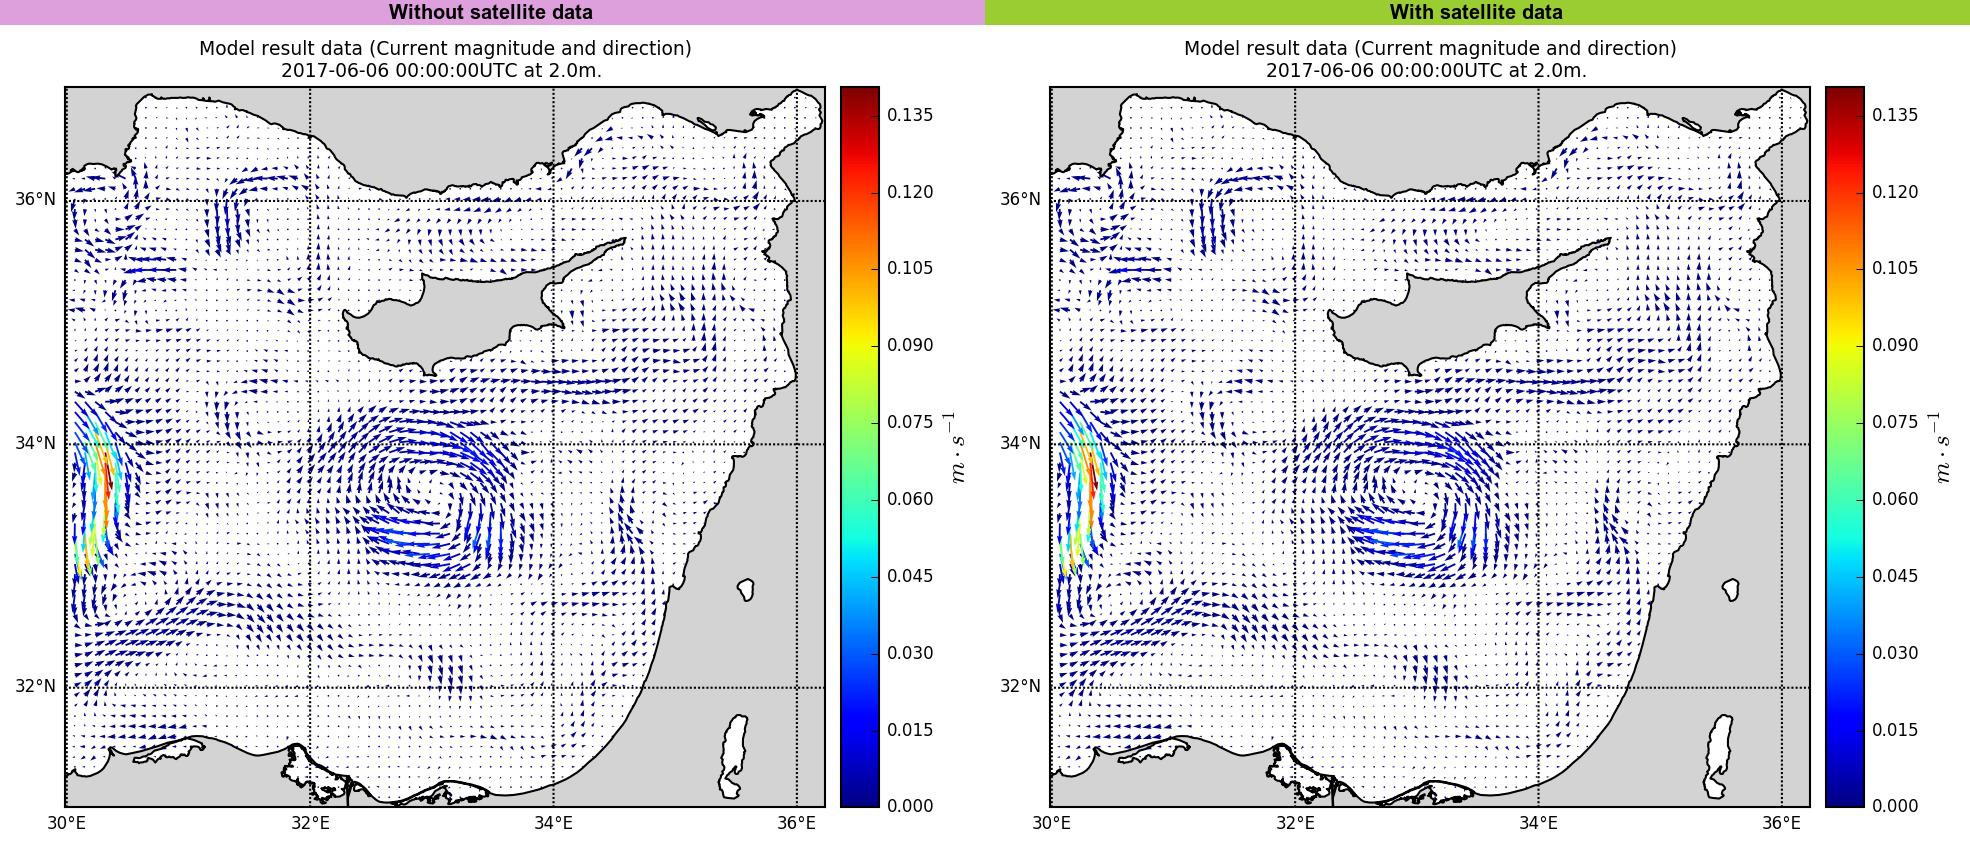 Without satellite data
Model result data (Current magnitude and direction)
2017-06-06 00:00:00UTC at 2.0m.
36°N
34°N
32°N
30°E 32°E 34°E 36°E
0.135
0.120
0.105
0.090
0.075
0.060
0.045
0.030
0.015
0.000
m · s⁻¹
With satellite data
Model result data (Current magnitude and direction)
2017-06-06 00:00:00UTC at 2.0m.
36°N
34°N
32°N
30°E 32°E 34°E 36°E
0.135
0.120
0.105
0.090
0.075
0.060
0.045
0.030
0.015
0.000
m · s⁻¹